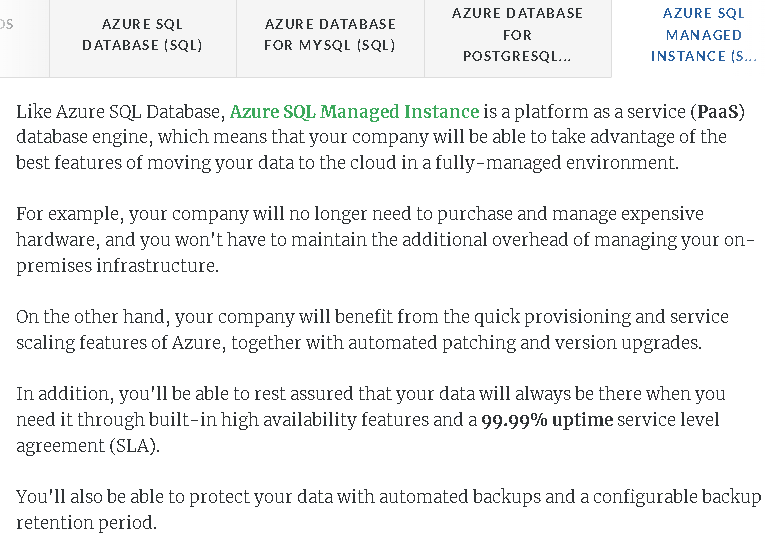 OS
AZURE SQL
DATABASE (SQL)
AZURE DATABASE
FOR MYSQL (SQL)
AZURE DATABASE
FOR
POSTGRESQL...
AZURE SQL
MANAGED
INSTANCE (S...
Like Azure SQL Database, Azure SQL Managed Instance is a platform as a service (PaaS)
database engine, which means that your company will be able to take advantage of the
best features of moving your data to the cloud in a fully-managed environment.
For example, your company will no longer need to purchase and manage expensive
hardware, and you won't have to maintain the additional overhead of managing your on-
premises infrastructure.
On the other hand, your company will benefit from the quick provisioning and service
scaling features of Azure, together with automated patching and version upgrades.
In addition, you'll be able to rest assured that your data will always be there when you
need it through built-in high availability features and a 99.99% uptime service level
agreement (SLA).
You'll also be able to protect your data with automated backups and a configurable backup
retention period.